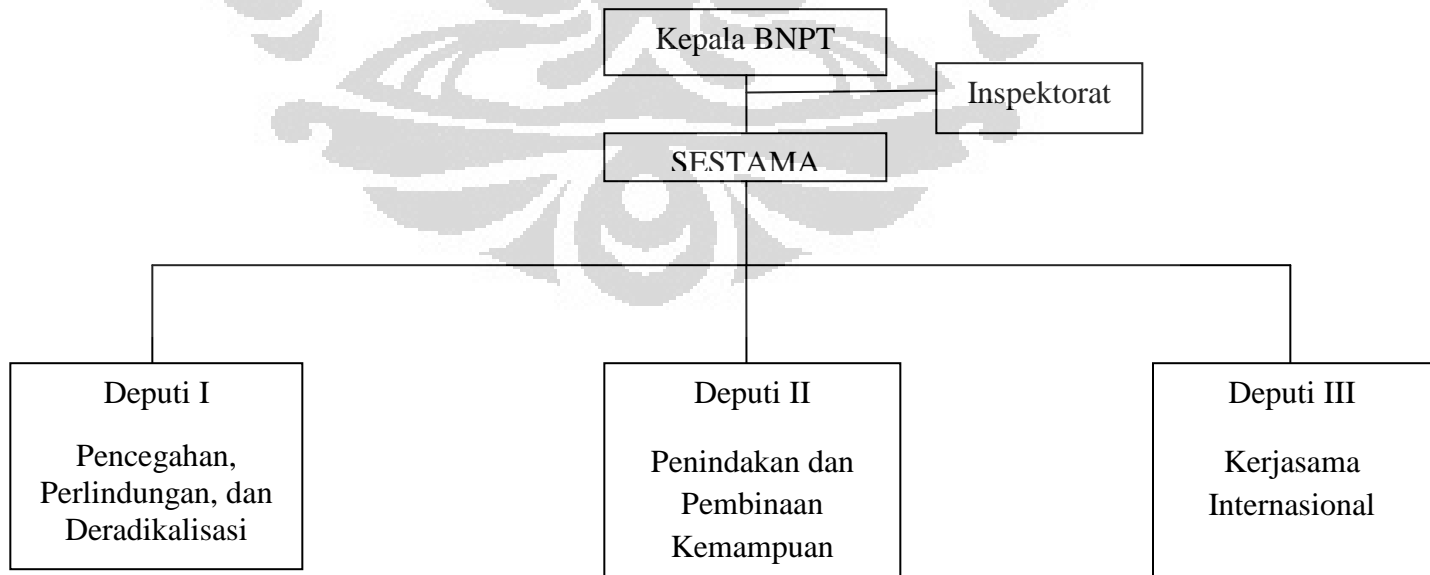 Kepala BNPT
Inspektorat
SESTAMA
Deputi I
Pencegahan,
Perlindungan, dan
Deradikalisasi
Deputi II
Penindakan dan
Pembinaan
Kemampuan
Deputi III
Kerjasama
Internasional